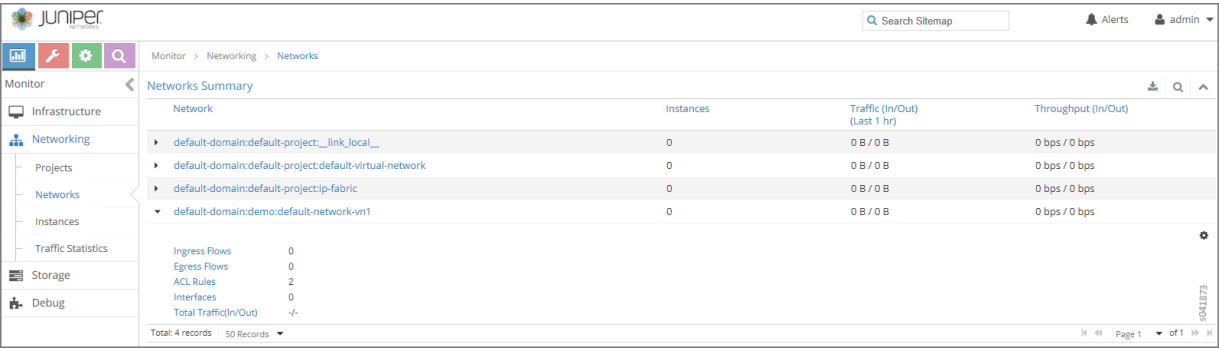 JUNIPER
NETWORKS
Search Sitemap
Alerts
admin
Monitor > Networking > Networks
Monitor
Infrastructure
Networking
Projects
Networks
Instances
Traffic Statistics
Storage
Debug
Networks Summary
Network Instances Traffic (In/Out) Throughput (In/Out)
(Last 1 hr)
default-domain:default-project:__link_local__ 0 0 B / 0 B 0 bps / 0 bps
default-domain:default-project:default-virtual-network 0 0 B / 0 B 0 bps / 0 bps
default-domain:default-project:ip-fabric 0 0 B / 0 B 0 bps / 0 bps
default-domain:demo:default-network-vn1 0 0 B / 0 B 0 bps / 0 bps
Ingress Flows 0
Egress Flows 0
ACL Rules 2
Interfaces 0
Total Traffic(In/Out) -/-
Total: 4 records 50 Records Page 1 of 1
s041873